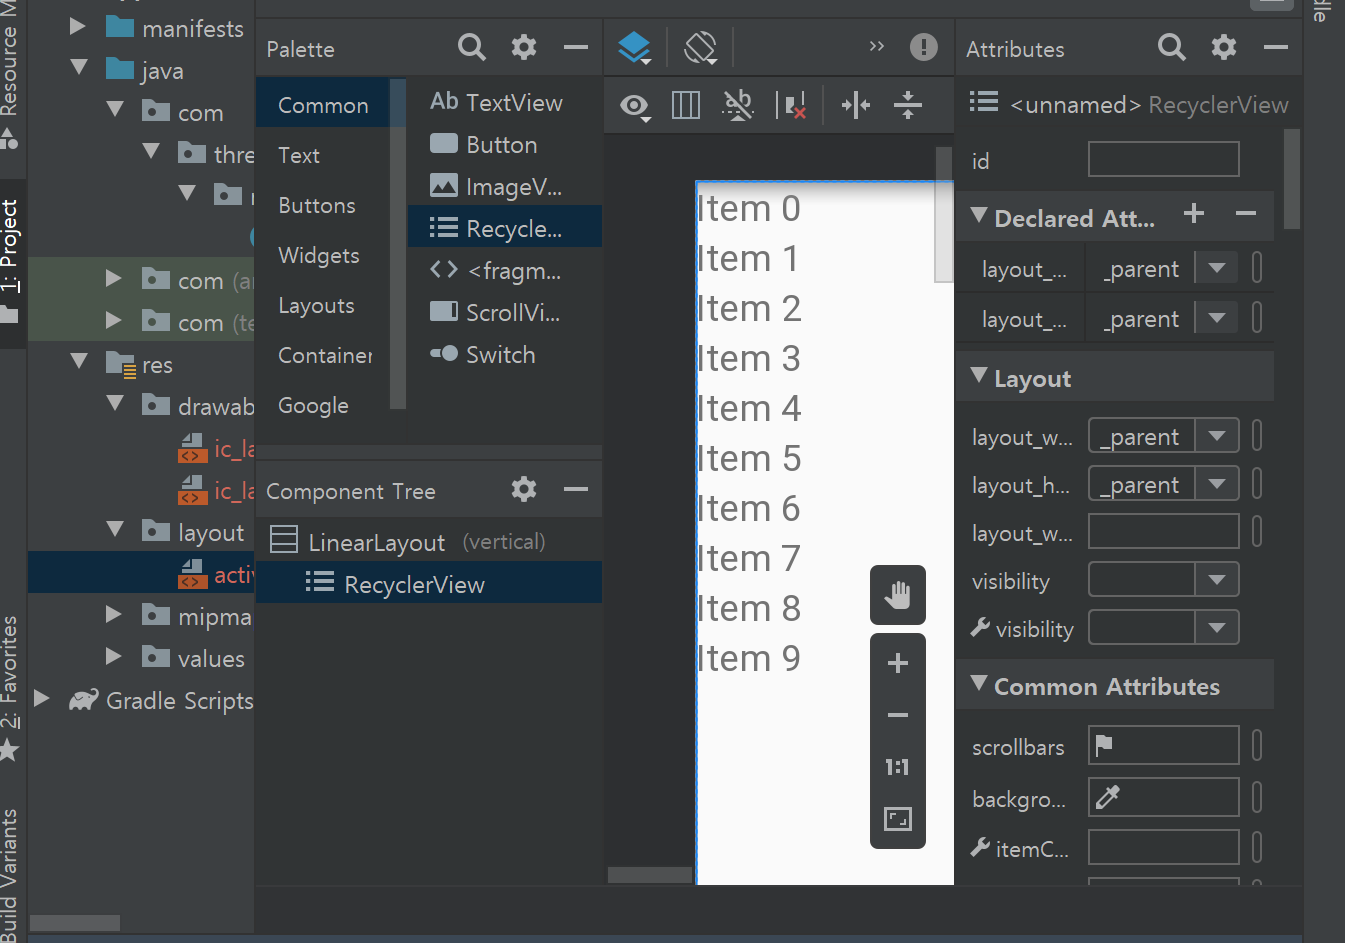 Resource M
1: Project
2: Favorites
Build Variants
manifests
java
com
thre
com (a
com (te
res
drawab
ic_la
ic_la
layout
activ
mipma
values
Gradle Scripts
Palette
Common
Text
Buttons
Widgets
Layouts
Container
Google
Ab TextView
Button
ImageV...
Recycle...
<fragm...
ScrollVi...
Switch
Component Tree
LinearLayout (vertical)
RecyclerView
»
ab
Item 0
Item 1
Item 2
Item 3
Item 4
Item 5
Item 6
Item 7
Item 8
Item 9
1:1
Attributes
<unnamed> RecyclerView
id
Declared Att...
layout_... _parent
layout_... _parent
Layout
layout_w... _parent
layout_h... _parent
layout_w...
visibility
visibility
Common Attributes
scrollbars
backgro...
itemC...
dle